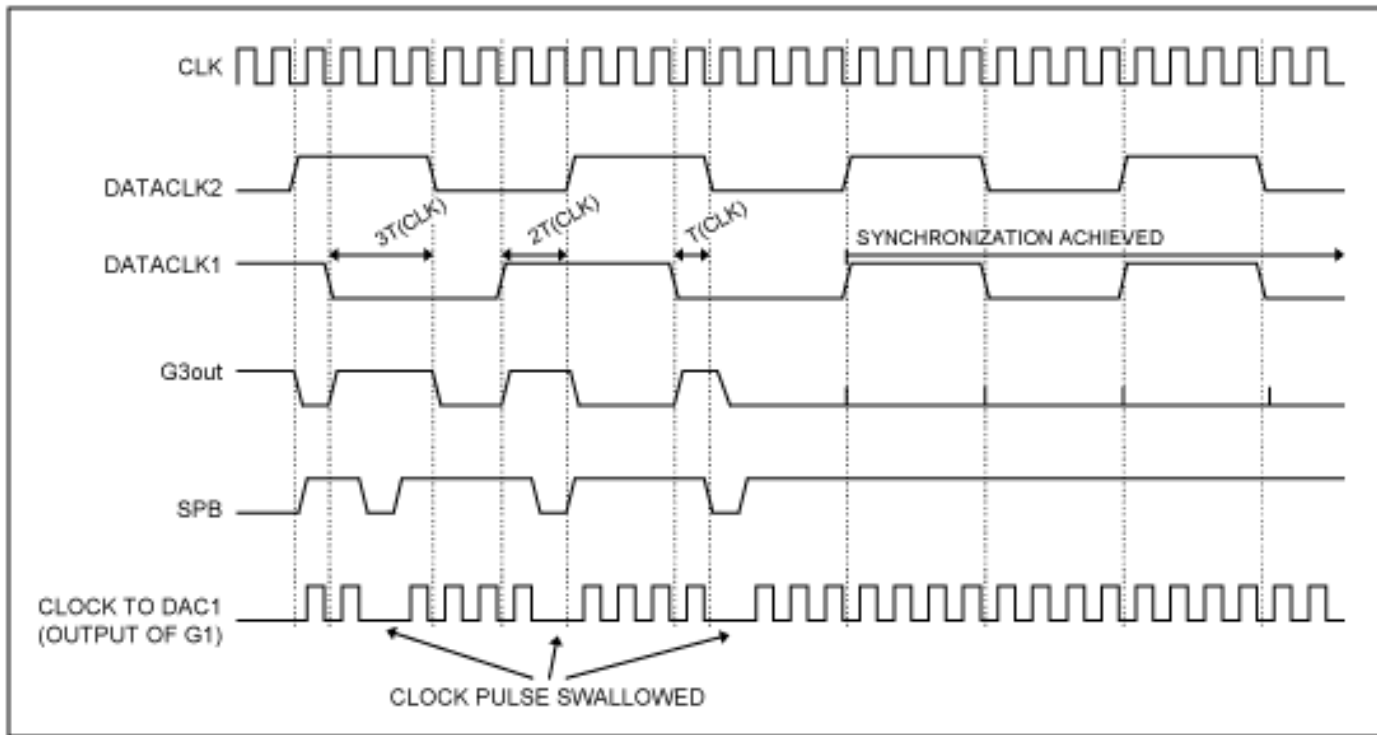 CLK
DATACLK2
3T(CLK)
2T(CLK)
T(CLK)
SYNCHRONIZATION ACHIEVED
DATACLK1
G3out
SPB
CLOCK TO DAC1
(OUTPUT OF G1)
CLOCK PULSE SWALLOWED